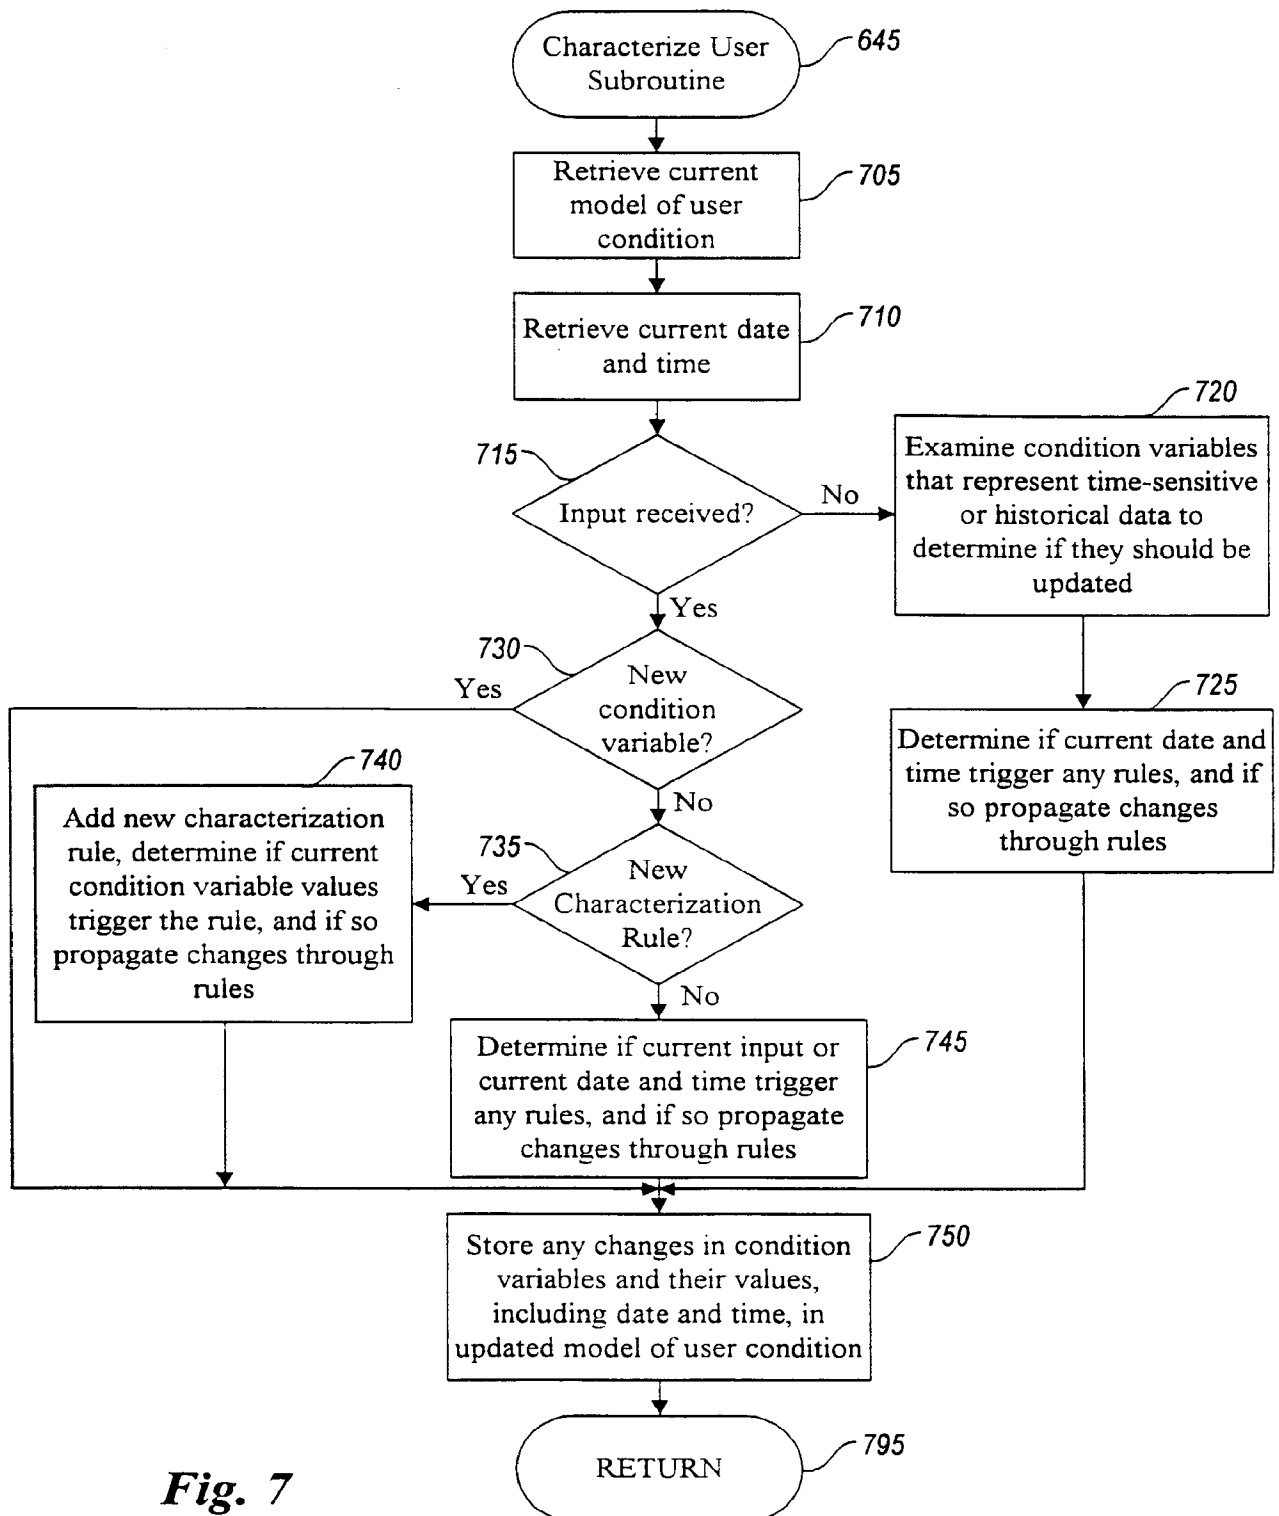 Characterize User
Subroutine
645
Retrieve current
model of user
condition
705
Retrieve current date
and time
710
715
Input received?
No
Yes
720
Examine condition variables
that represent time-sensitive
or historical data to
determine if they should be
updated
725
Determine if current date and
time trigger any rules, and if
so propagate changes
through rules
730
New
condition
variable?
Yes
No
735
New
Characterization
Rule?
Yes
No
740
Add new characterization
rule, determine if current
condition variable values
trigger the rule, and if so
propagate changes through
rules
745
Determine if current input or
current date and time trigger
any rules, and if so propagate
changes through rules
750
Store any changes in condition
variables and their values,
including date and time, in
updated model of user condition
RETURN
795
Fig. 7